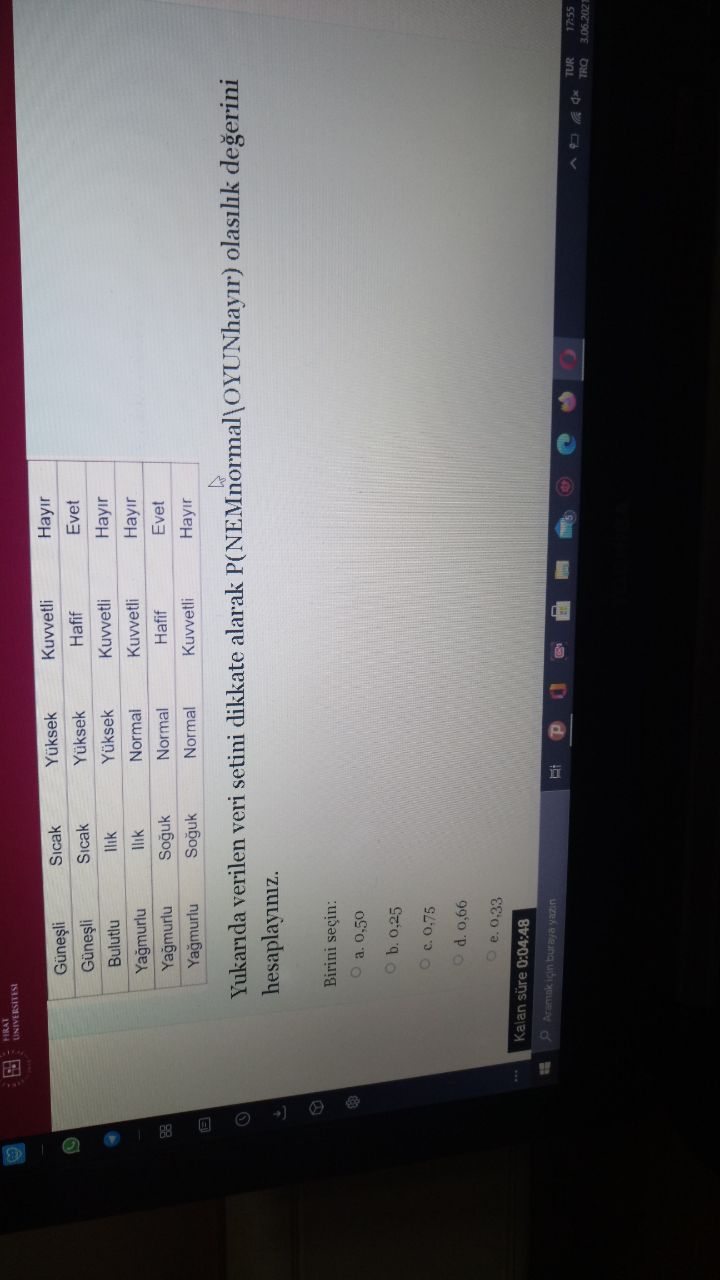 FIRAT
ÜNİVERSİTESİ
Güneşli Sıcak Yüksek Kuvvetli Hayır
Güneşli Sıcak Yüksek Hafif Evet
Bulutlu Ilık Yüksek Kuvvetli Hayır
Yağmurlu Ilık Normal Kuvvetli Hayır
Yağmurlu Soğuk Normal Hafif Evet
Yağmurlu Soğuk Normal Kuvvetli Hayır
Yukarıda verilen veri setini dikkate alarak P(NEMnormal\OYUNhayır) olasılık değerini
hesaplayınız.
Birini seçin:
a. 0,50
b. 0,25
c. 0,75
d. 0,66
e. 0,33
Kalan süre 0:04:48
Aramak için buraya yazın
TUR 17:55
TRQ 3.06.2021